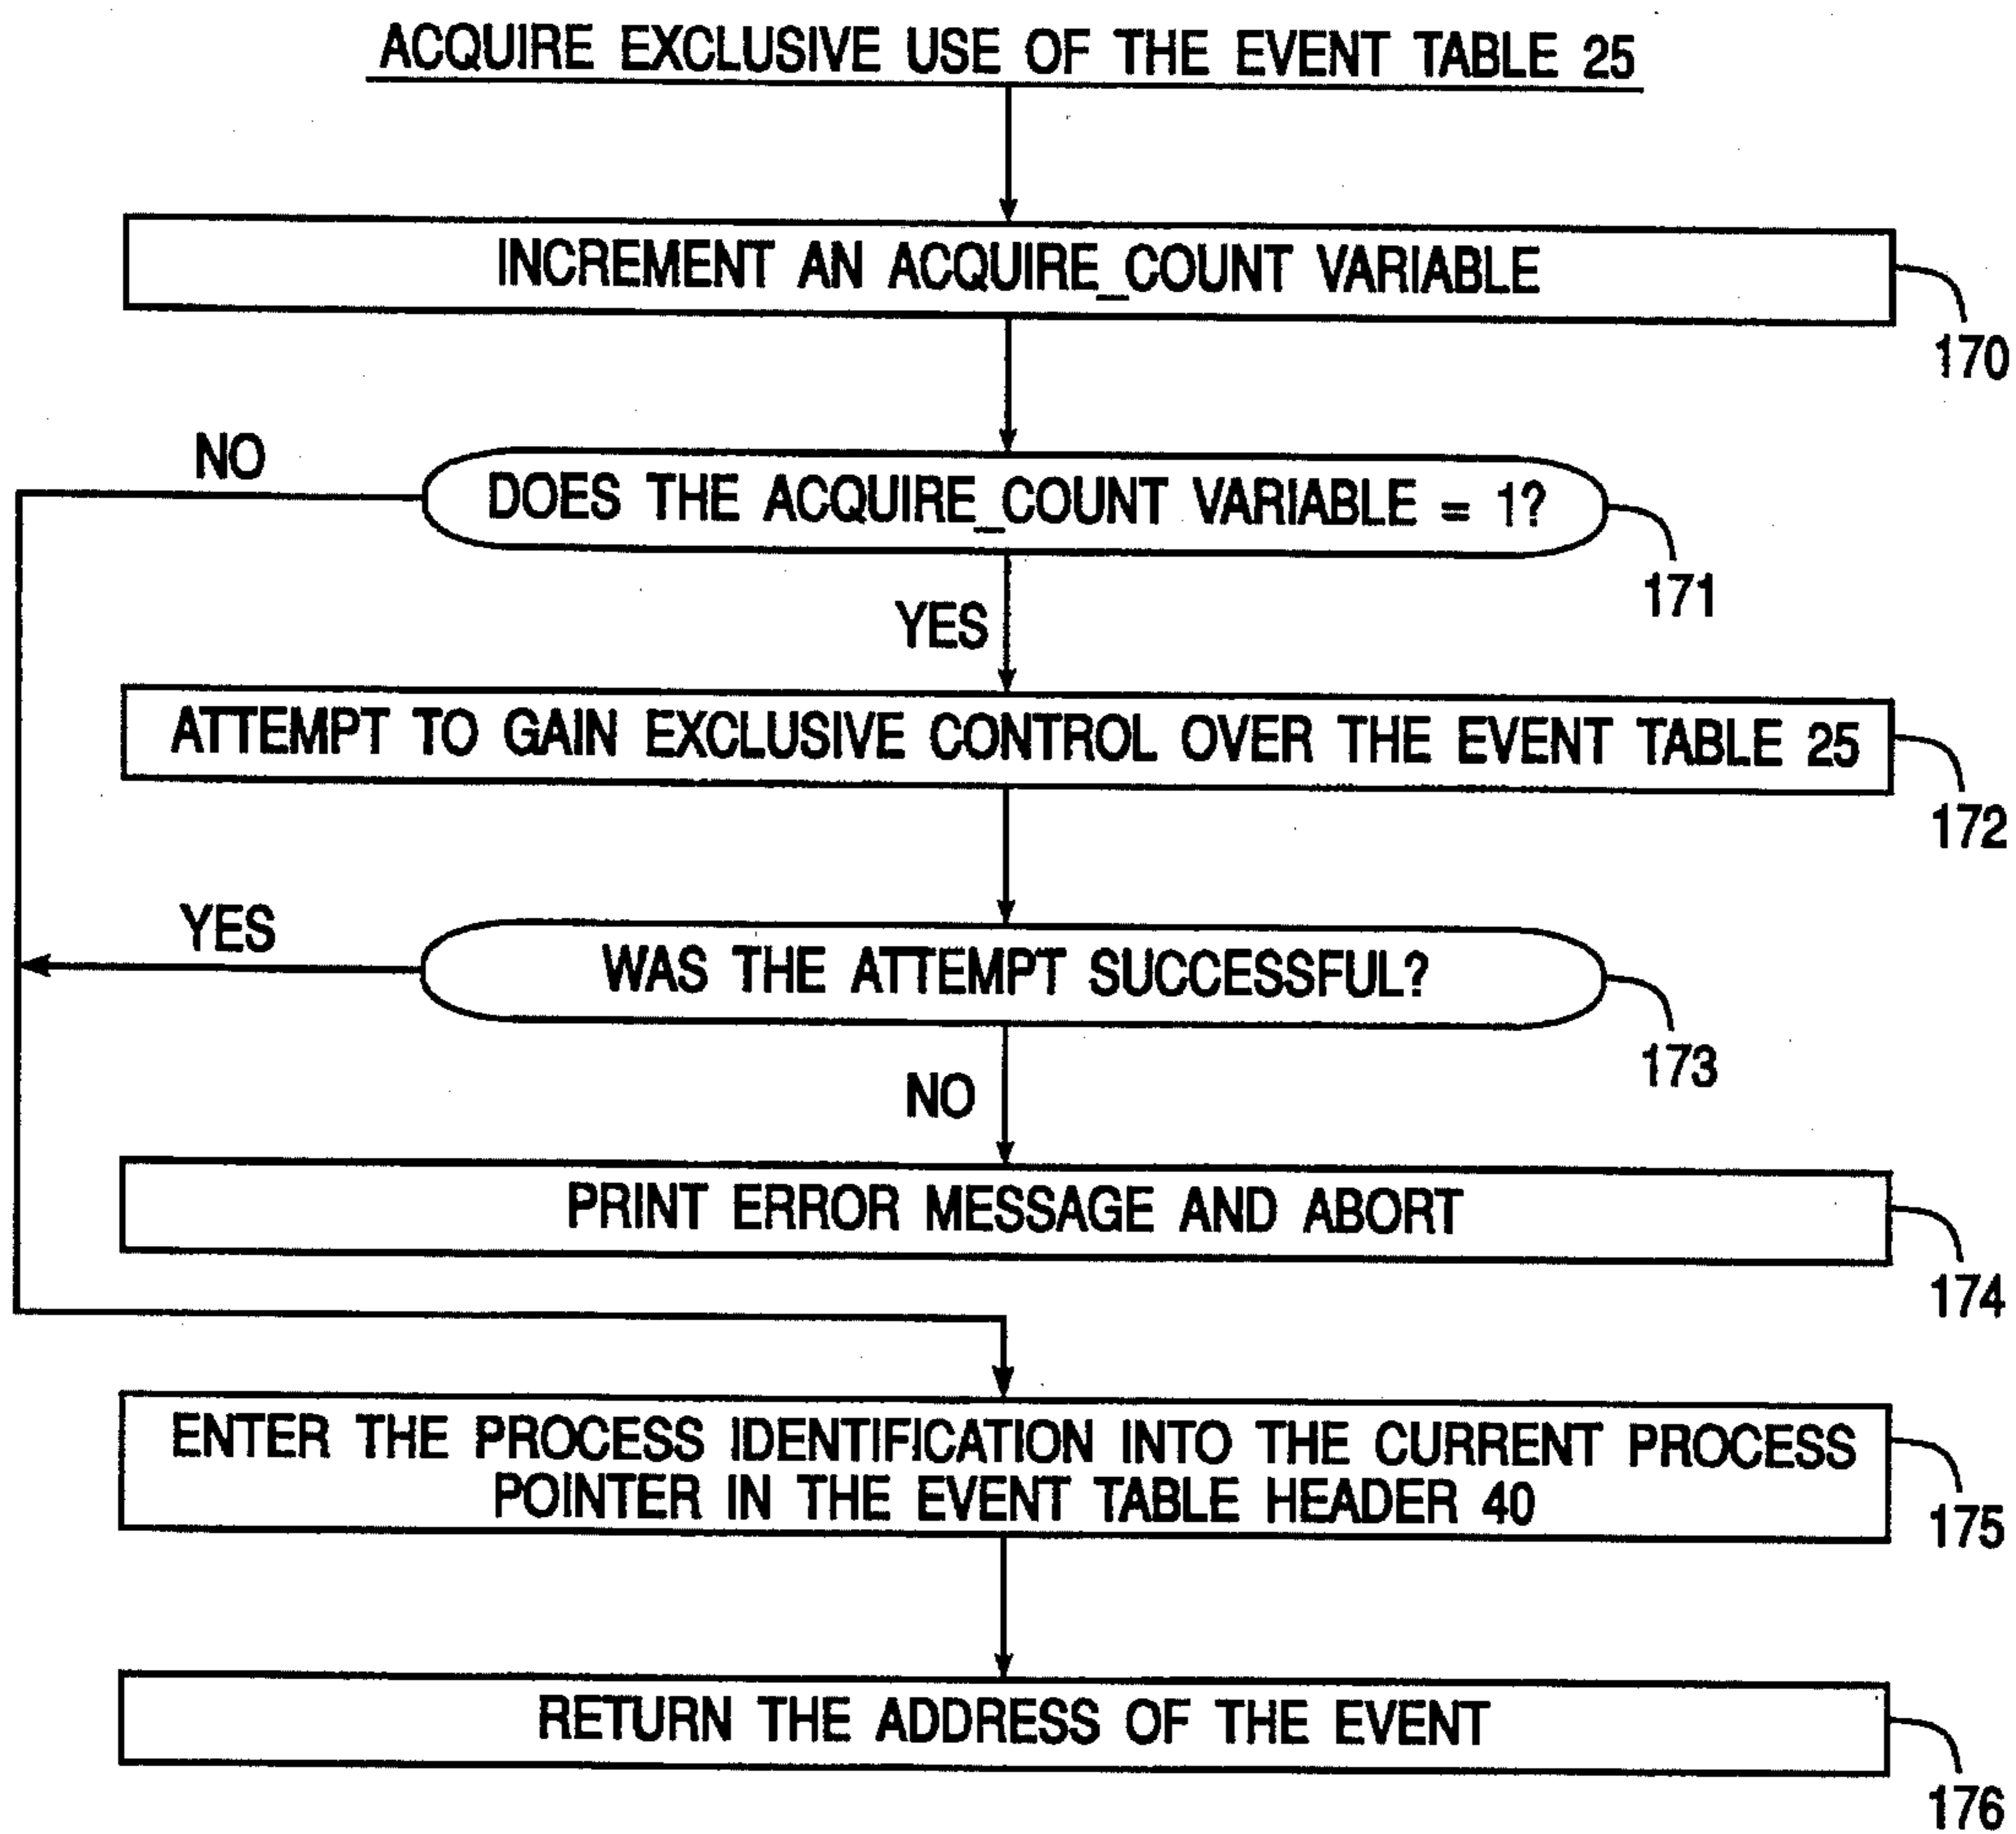 ACQUIRE EXCLUSIVE USE OF THE EVENT TABLE 25
INCREMENT AN ACQUIRE_COUNT VARIABLE
170
NO
DOES THE ACQUIRE_COUNT VARIABLE = 1?
171
YES
ATTEMPT TO GAIN EXCLUSIVE CONTROL OVER THE EVENT TABLE 25
172
YES
WAS THE ATTEMPT SUCCESSFUL?
173
NO
PRINT ERROR MESSAGE AND ABORT
174
ENTER THE PROCESS IDENTIFICATION INTO THE CURRENT PROCESS
POINTER IN THE EVENT TABLE HEADER 40
175
RETURN THE ADDRESS OF THE EVENT
176